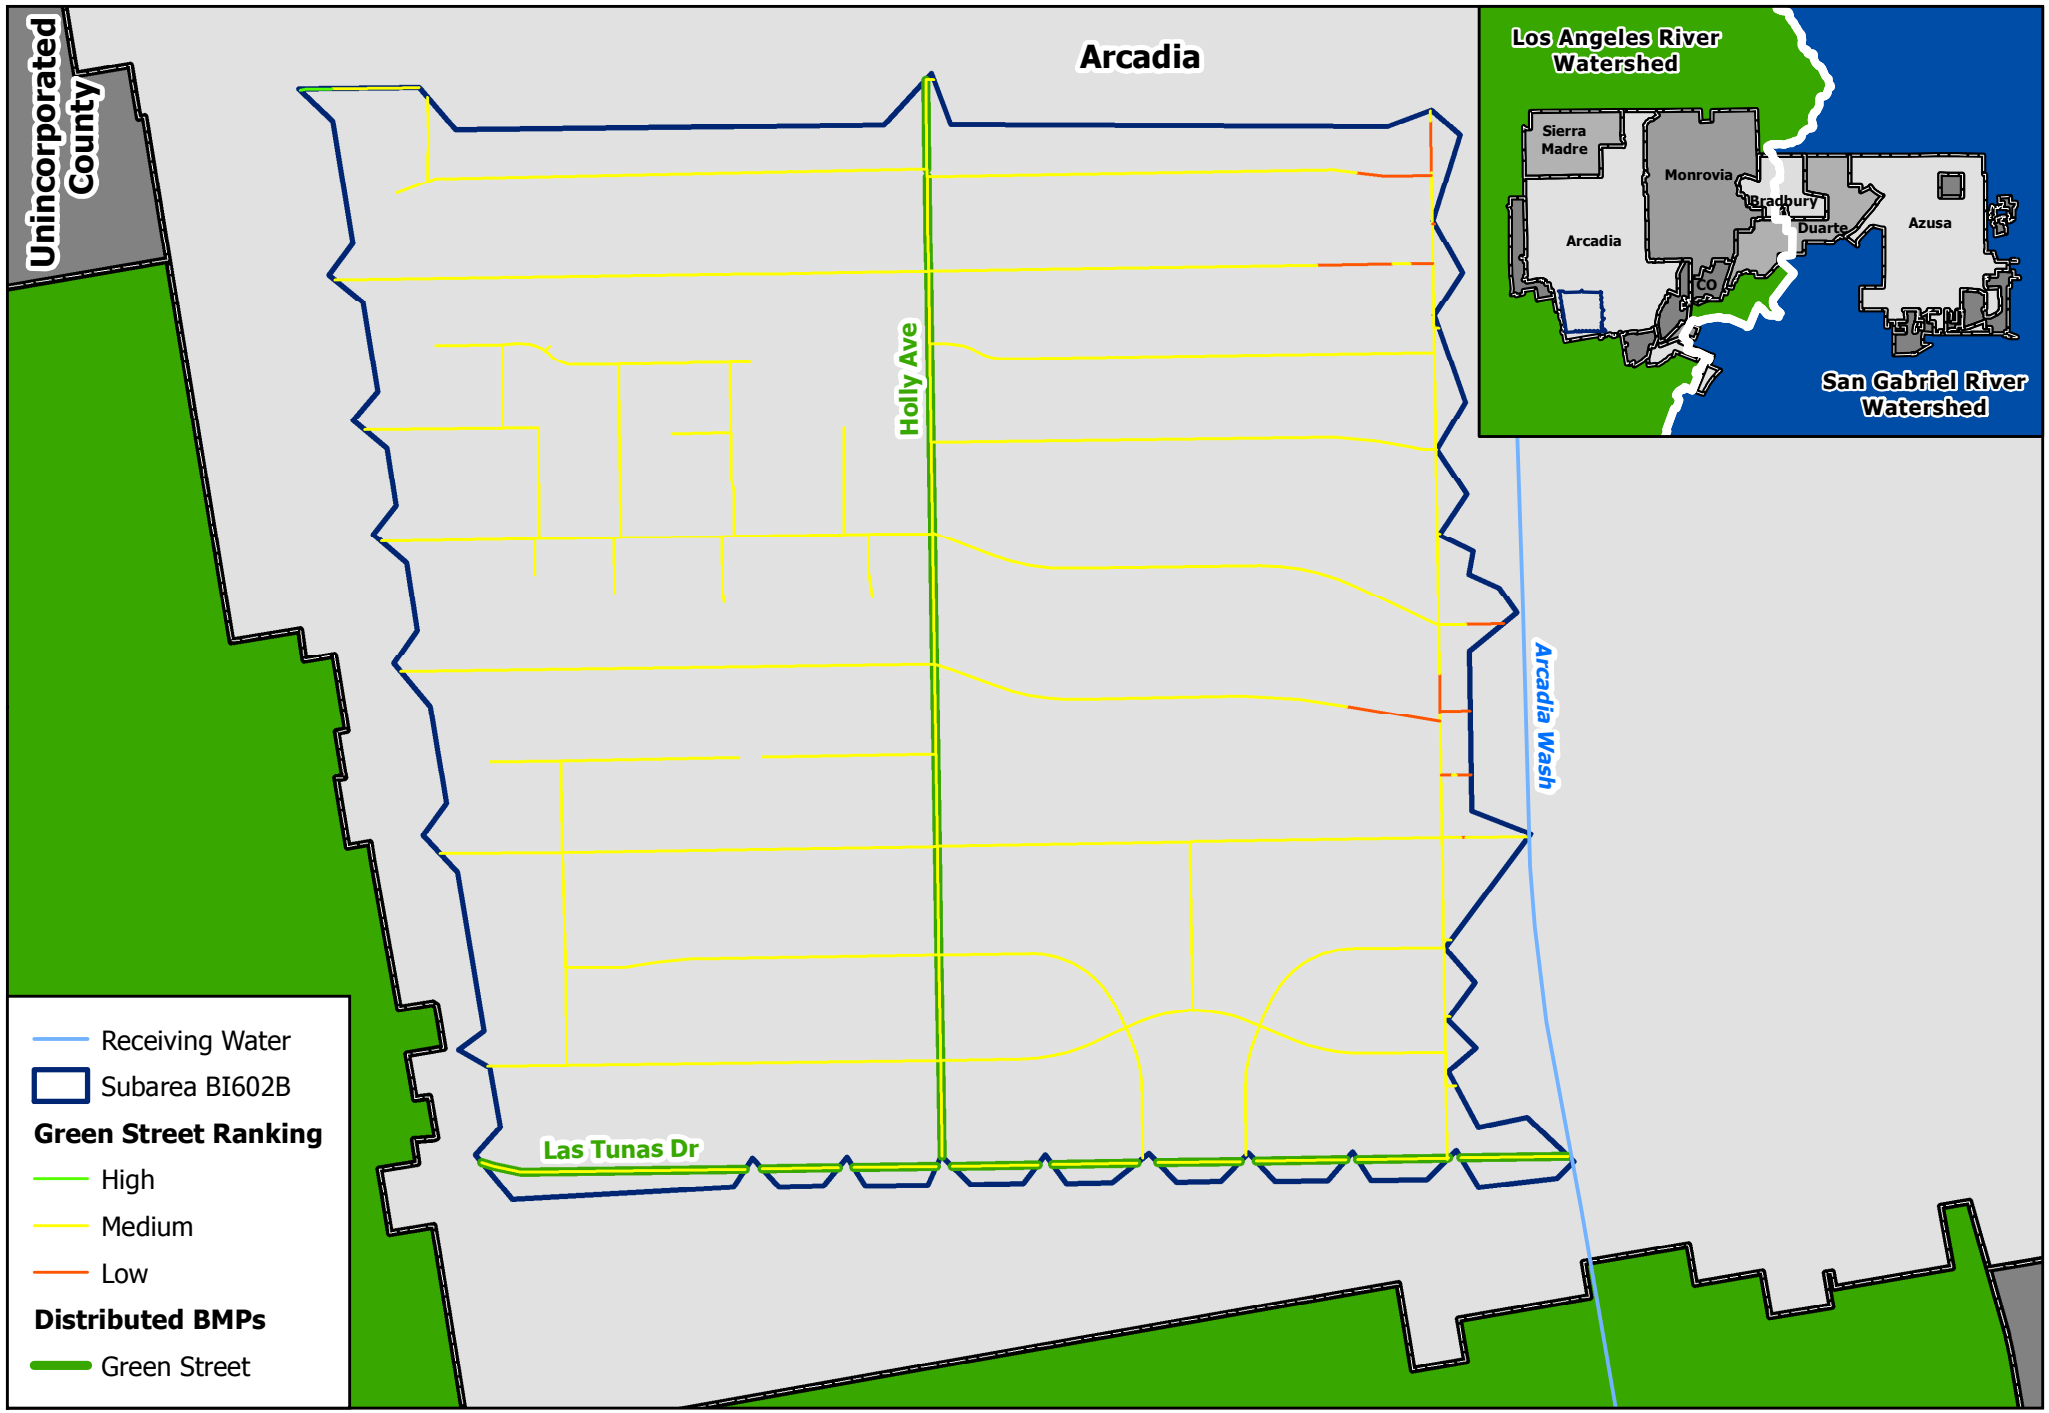 Unincorporated
County
Arcadia
Holly Ave
Arcadia Wash
Las Tunas Dr
Los Angeles River
Watershed
Sierra
Madre
Monrovia
Bradbury
Duarte
Azusa
Arcadia
CO
San Gabriel River
Watershed
Receiving Water
Subarea BI602B
Green Street Ranking
High
Medium
Low
Distributed BMPs
Green Street